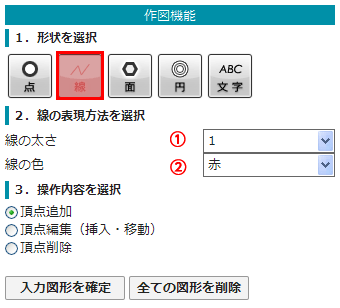 作図機能
1. 形状を選択
点 線 面 円 ABC 文字
2. 線の表現方法を選択
線の太さ ① 1
線の色 ② 赤
3. 操作内容を選択
頂点追加
頂点編集（挿入・移動）
頂点削除
入力図形を確定 全ての図形を削除